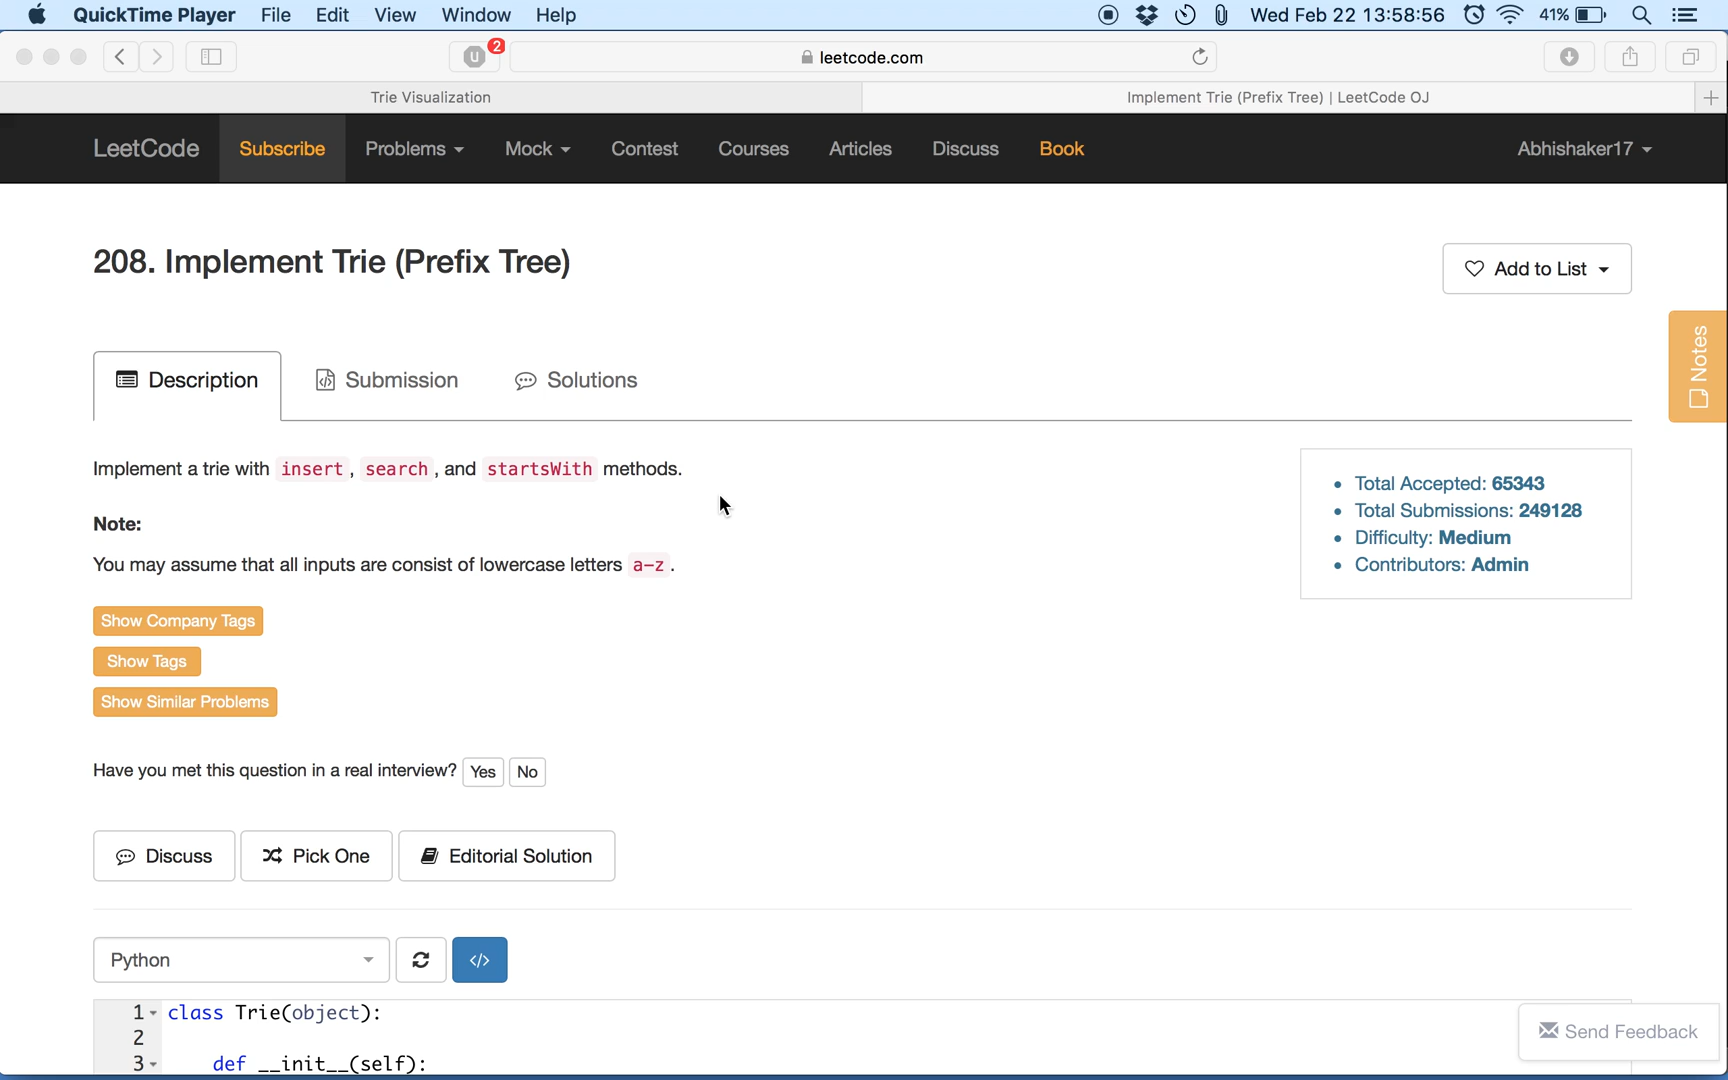 QuickTime Player File Edit View Window Help Wed Feb 22 13:58:56 41%
U 2 leetcode.com
Trie Visualization Implement Trie (Prefix Tree) | LeetCode OJ
LeetCode Subscribe Problems Mock Contest Courses Articles Discuss Book Abhishaker17
208. Implement Trie (Prefix Tree)
Add to List
Notes
Description Submission Solutions
Implement a trie with insert, search, and startsWith methods.
Note:
You may assume that all inputs are consist of lowercase letters a-z.
Total Accepted: 65343
Total Submissions: 249128
Difficulty: Medium
Contributors: Admin
Show Company Tags
Show Tags
Show Similar Problems
Have you met this question in a real interview? Yes No
Discuss Pick One Editorial Solution
Python </>
1 class Trie(object):
2
3 def __init__(self):
Send Feedback